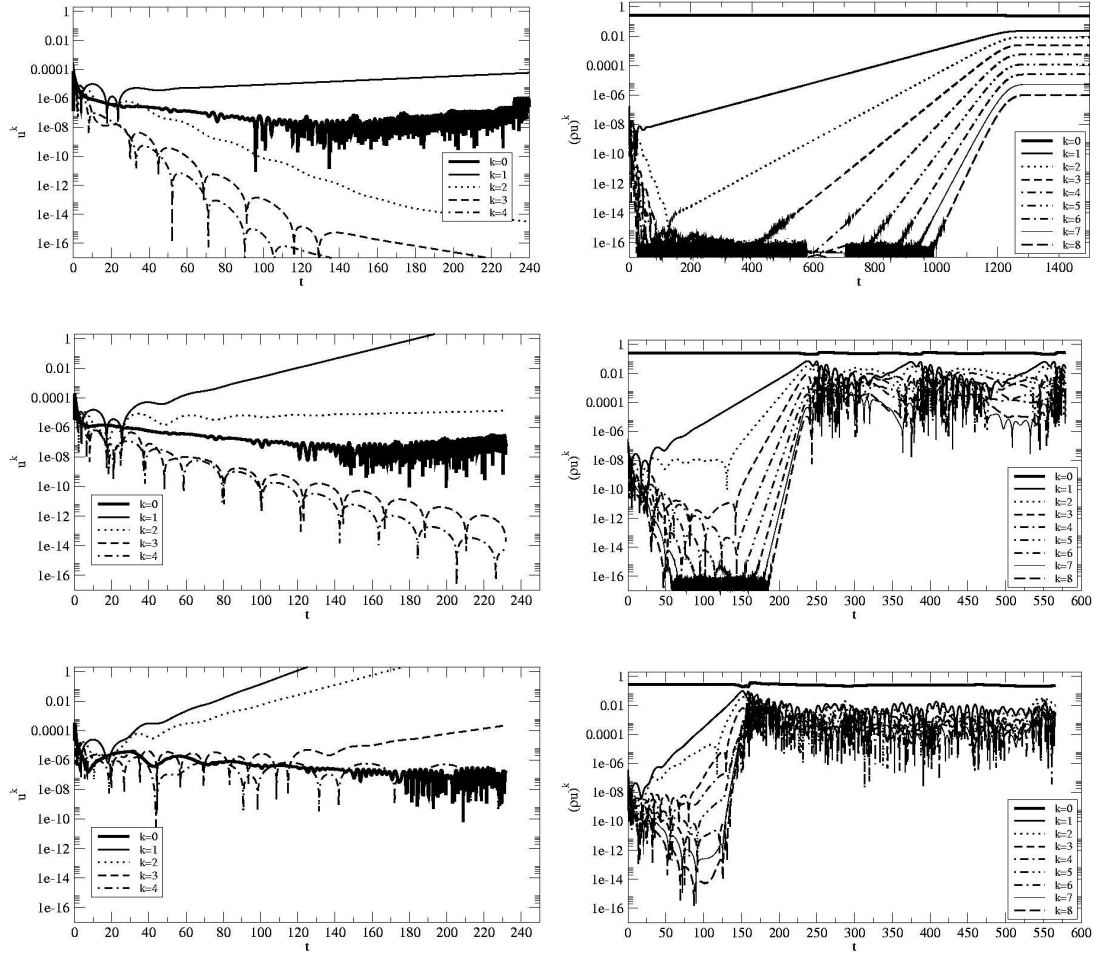 1
0.01
0.0001
1e-06
1e-08
1e-10
1e-12
1e-14
1e-16
u^k
k=0
k=1
k=2
k=3
k=4
0 20 40 60 80 100 120 140 160 180 200 220 240
t
1
0.01
0.0001
1e-06
1e-08
1e-10
1e-12
1e-14
1e-16
(ρu)^k
k=0
k=1
k=2
k=3
k=4
k=5
k=6
k=7
k=8
0 200 400 600 800 1000 1200 1400
t
1
0.01
0.0001
1e-06
1e-08
1e-10
1e-12
1e-14
1e-16
u^k
k=0
k=1
k=2
k=3
k=4
0 20 40 60 80 100 120 140 160 180 200 220 240
t
1
0.01
0.0001
1e-06
1e-08
1e-10
1e-12
1e-14
1e-16
(ρu)^k
k=0
k=1
k=2
k=3
k=4
k=5
k=6
k=7
k=8
0 50 100 150 200 250 300 350 400 450 500 550 600
t
1
0.01
0.0001
1e-06
1e-08
1e-10
1e-12
1e-14
1e-16
u^k
k=0
k=1
k=2
k=3
k=4
0 20 40 60 80 100 120 140 160 180 200 220 240
t
1
0.01
0.0001
1e-06
1e-08
1e-10
1e-12
1e-14
1e-16
(ρu)^k
k=0
k=1
k=2
k=3
k=4
k=5
k=6
k=7
k=8
0 50 100 150 200 250 300 350 400 450 500 550 600
t